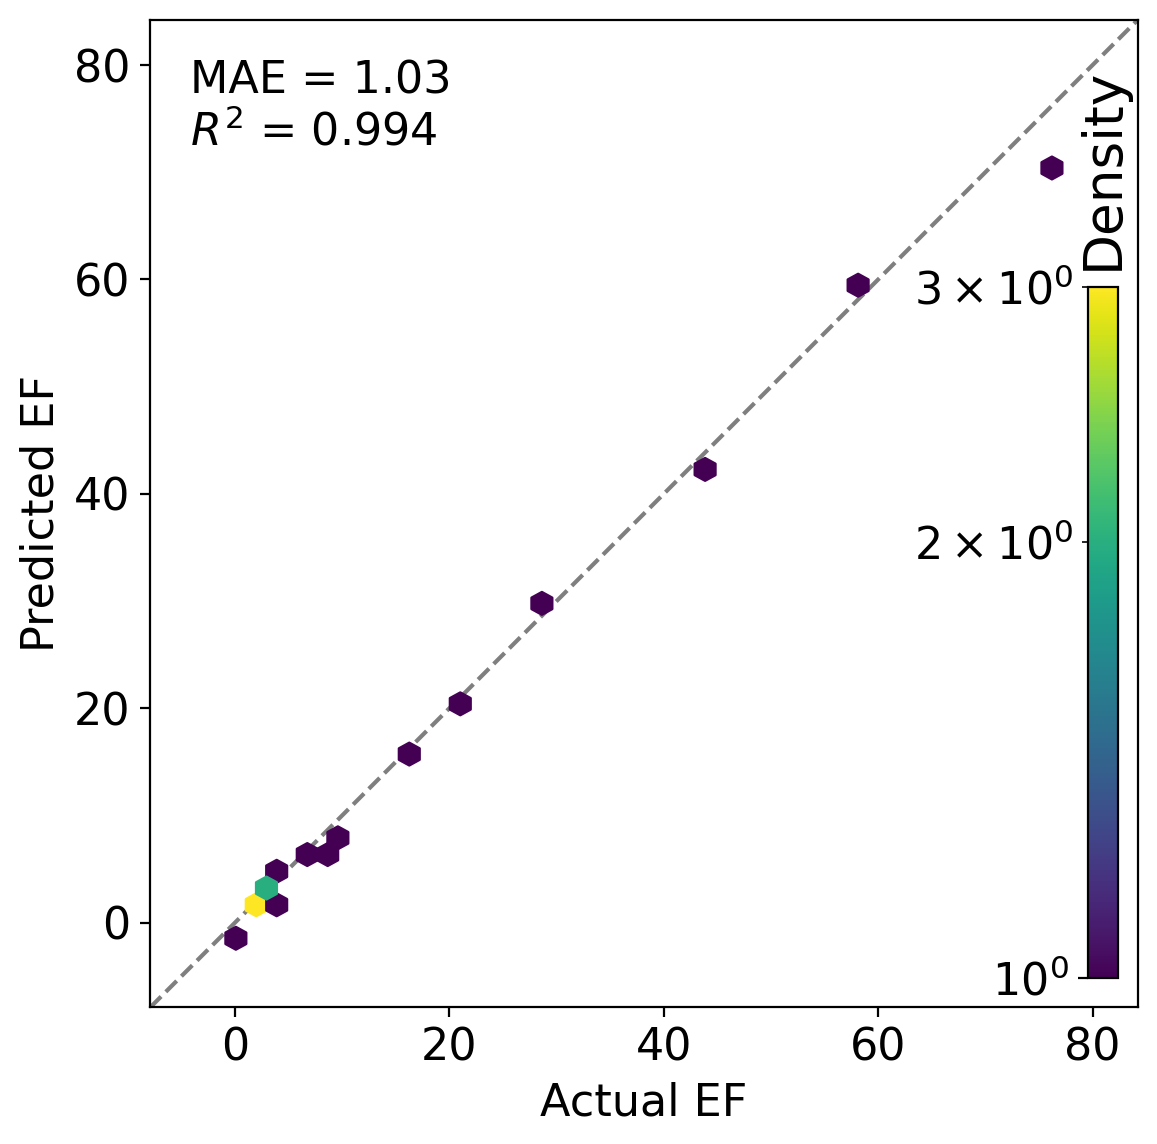 MAE = 1.03
R² = 0.994
Density
3 × 10⁰
2 × 10⁰
10⁰
80
60
40
20
0
Predicted EF
0
20
40
60
80
Actual EF